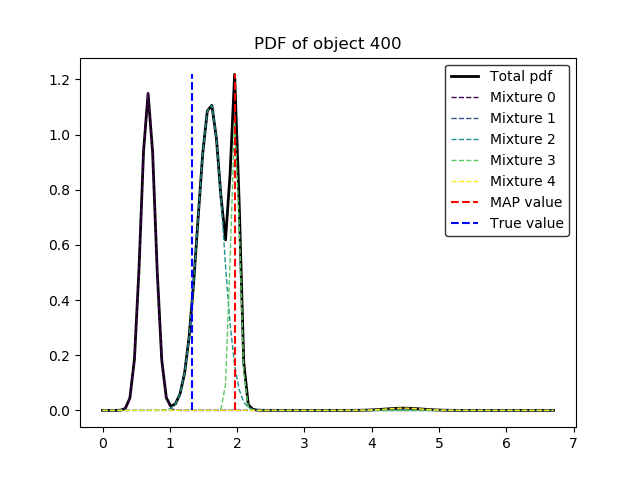 PDF of object 400
Total pdf
Mixture 0
Mixture 1
Mixture 2
Mixture 3
Mixture 4
MAP value
True value
1.2
1.0
0.8
0.6
0.4
0.2
0.0
0 1 2 3 4 5 6 7